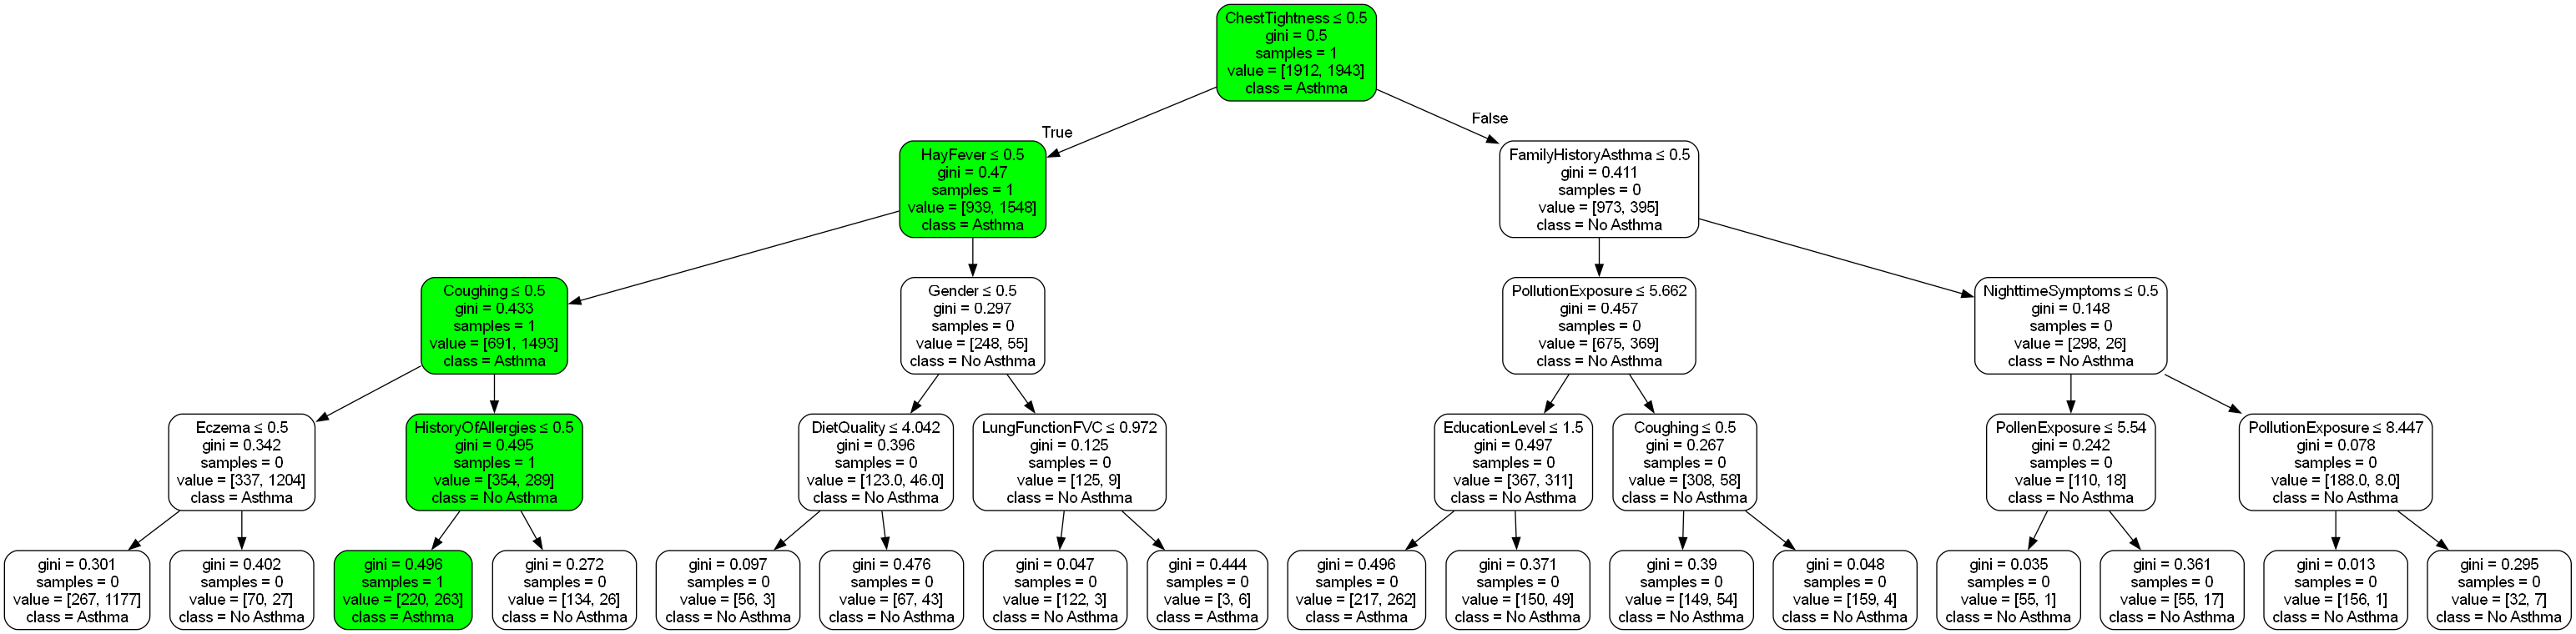 ChestTightness ≤ 0.5
gini = 0.5
samples = 1
value = [1912, 1943]
class = Asthma
True
False
HayFever ≤ 0.5
gini = 0.47
samples = 1
value = [939, 1548]
class = Asthma
FamilyHistoryAsthma ≤ 0.5
gini = 0.411
samples = 0
value = [973, 395]
class = No Asthma
Coughing ≤ 0.5
gini = 0.433
samples = 1
value = [691, 1493]
class = Asthma
Gender ≤ 0.5
gini = 0.297
samples = 0
value = [248, 55]
class = No Asthma
PollutionExposure ≤ 5.662
gini = 0.457
samples = 0
value = [675, 369]
class = No Asthma
NighttimeSymptoms ≤ 0.5
gini = 0.148
samples = 0
value = [298, 26]
class = No Asthma
Eczema ≤ 0.5
gini = 0.342
samples = 0
value = [337, 1204]
class = Asthma
HistoryOfAllergies ≤ 0.5
gini = 0.495
samples = 1
value = [354, 289]
class = No Asthma
DietQuality ≤ 4.042
gini = 0.396
samples = 0
value = [123.0, 46.0]
class = No Asthma
LungFunctionFVC ≤ 0.972
gini = 0.125
samples = 0
value = [125, 9]
class = No Asthma
EducationLevel ≤ 1.5
gini = 0.497
samples = 0
value = [367, 311]
class = No Asthma
Coughing ≤ 0.5
gini = 0.267
samples = 0
value = [308, 58]
class = No Asthma
PollenExposure ≤ 5.54
gini = 0.242
samples = 0
value = [110, 18]
class = No Asthma
PollutionExposure ≤ 8.447
gini = 0.078
samples = 0
value = [188.0, 8.0]
class = No Asthma
gini = 0.301
samples = 0
value = [267, 1177]
class = Asthma
gini = 0.402
samples = 0
value = [70, 27]
class = No Asthma
gini = 0.496
samples = 1
value = [220, 263]
class = Asthma
gini = 0.272
samples = 0
value = [134, 26]
class = No Asthma
gini = 0.097
samples = 0
value = [56, 3]
class = No Asthma
gini = 0.476
samples = 0
value = [67, 43]
class = No Asthma
gini = 0.047
samples = 0
value = [122, 3]
class = No Asthma
gini = 0.444
samples = 0
value = [3, 6]
class = Asthma
gini = 0.496
samples = 0
value = [217, 262]
class = Asthma
gini = 0.371
samples = 0
value = [150, 49]
class = No Asthma
gini = 0.39
samples = 0
value = [149, 54]
class = No Asthma
gini = 0.048
samples = 0
value = [159, 4]
class = No Asthma
gini = 0.035
samples = 0
value = [55, 1]
class = No Asthma
gini = 0.361
samples = 0
value = [55, 17]
class = No Asthma
gini = 0.013
samples = 0
value = [156, 1]
class = No Asthma
gini = 0.295
samples = 0
value = [32, 7]
class = No Asthma